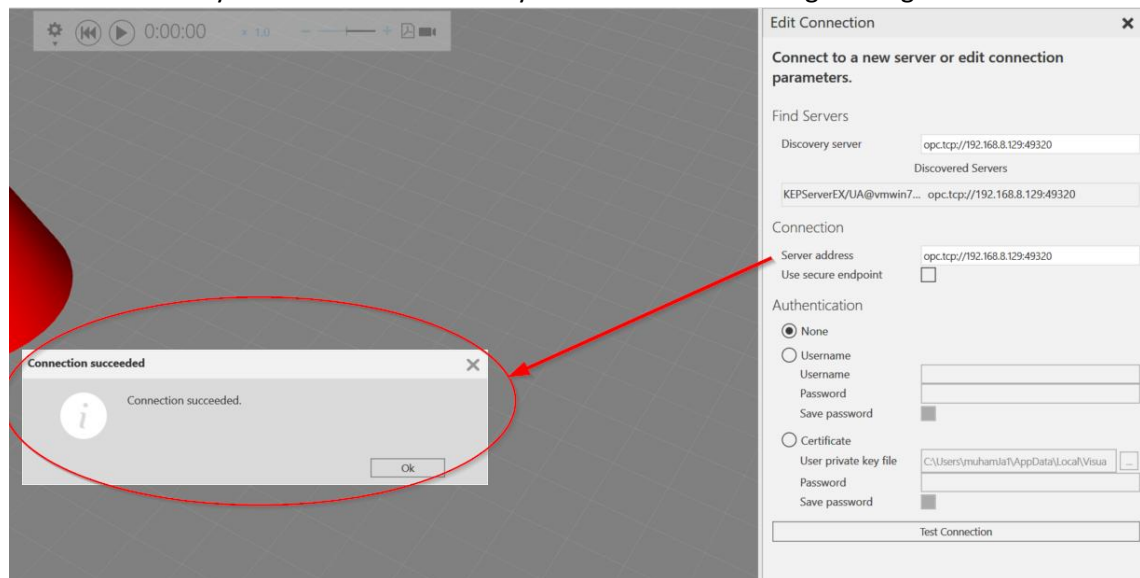 0:00:00 x 1.0 - +
Edit Connection
Connect to a new server or edit connection
parameters.
Find Servers
Discovery server opc.tcp://192.168.8.129:49320
Discovered Servers
KEPServerEX/UA@vmwin7... opc.tcp://192.168.8.129:49320
Connection
Server address opc.tcp://192.168.8.129:49320
Use secure endpoint
Authentication
None
Username
Username
Password
Save password
Certificate
User private key file C:\Users\muhamJa1\AppData\Local\Visua ...
Password
Save password
Test Connection
Connection succeeded
Connection succeeded.
Ok